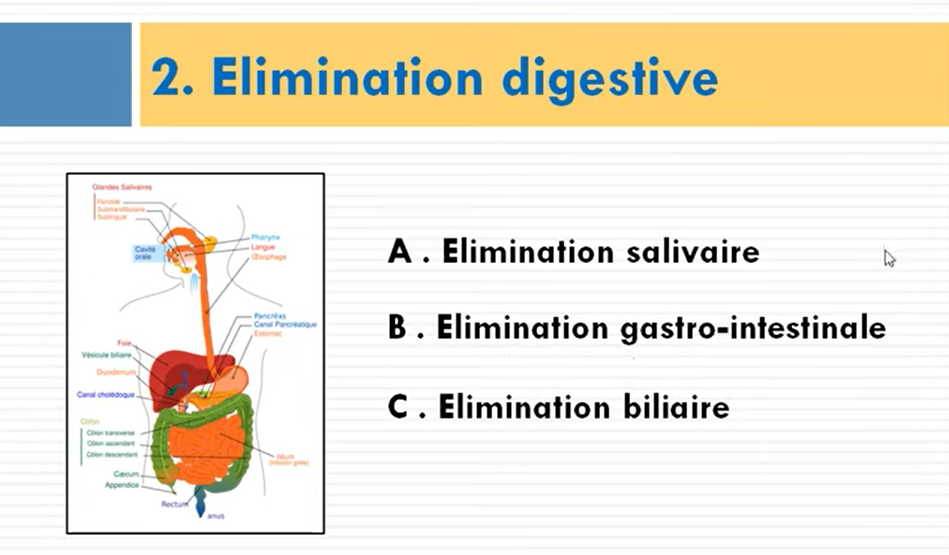 2. Elimination digestive
Glandes Salivaires
Parotide
Submandibulaire
Sublingual
Cavité
orale
Pharynx
Langue
Œsophage
Pancréas
Canal Pancréatique
Estomac
Foie
Vésicule biliaire
Duodenum
Canal cholédoque
Côlon
Côlon transverse
Côlon ascendant
Côlon descendant
Iléum
(intestin grêle)
Cæcum
Appendice
Rectum
anus
A . Elimination salivaire
B . Elimination gastro-intestinale
C . Elimination biliaire